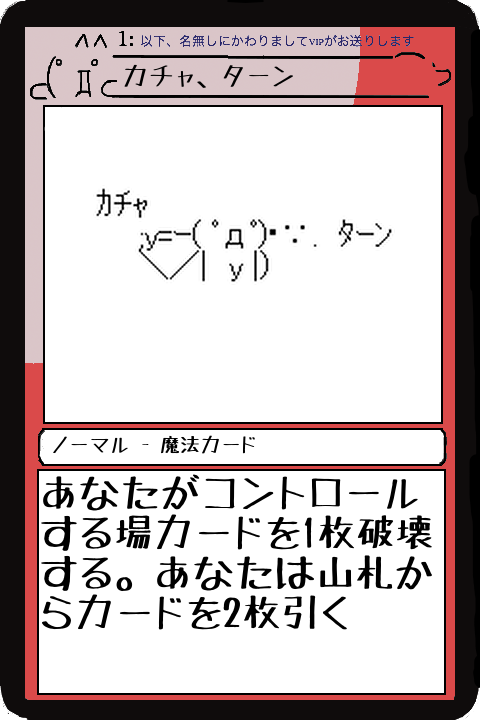 ^^ 1: 以下、名無しにかわりましてVIPがお送りします
(゚Д゚⊂ カチャ、ターン
カチャ
;y=ー( ゚д゚)・∵. ターン
＼／| y |)
ノーマル - 魔法カード
あなたがコントロール
する場カードを1枚破壊
する。あなたは山札か
らカードを2枚引く